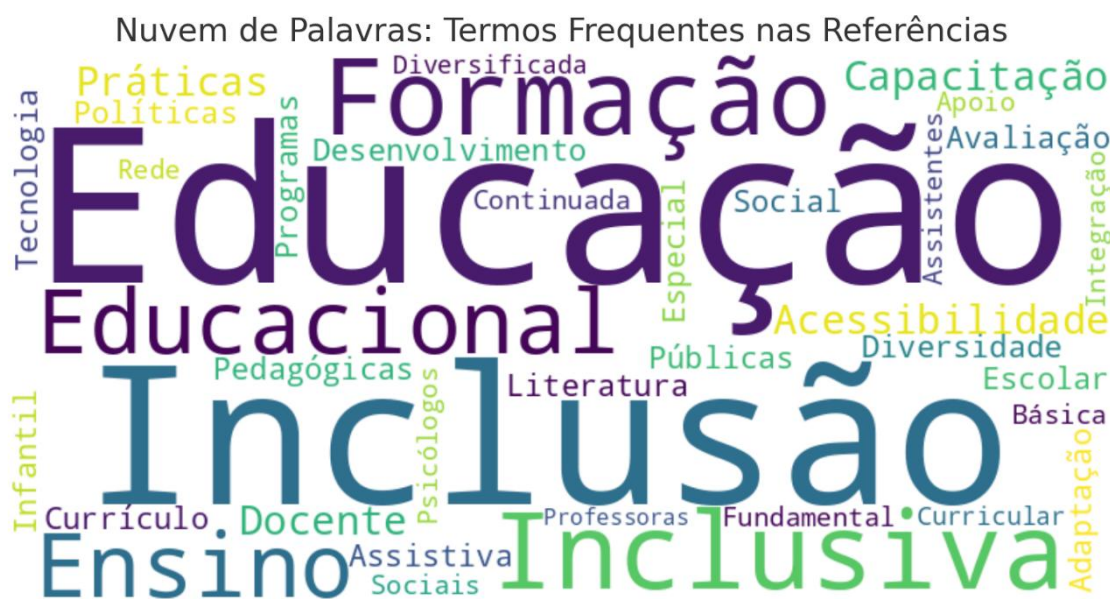 Nuvem de Palavras: Termos Frequentes nas Referências
Diversificada
Formação
Práticas
Capacitação
Políticas
Apoio
Tecnologia
Educação
Programas
Desenvolvimento
Assistentes
Avaliação
Rede
Continuada
Social
Especial
Integração
Educacional
Acessibilidade
Públicas
Diversidade
Pedagógicas
Inclusão
Literatura
Escolar
Psicólogos
Infantil
Básica
Adaptação
Currículo
Docente
Professoras
Fundamental
Curricular
Inclusiva
Ensino
Assistiva
Sociais